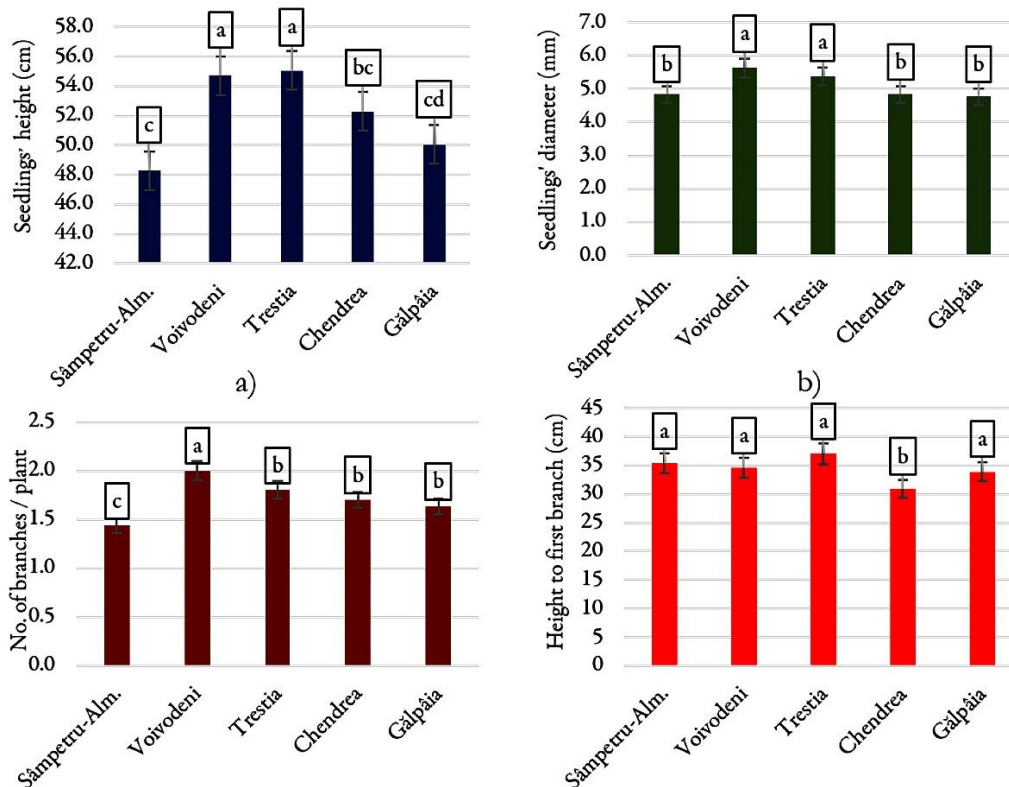 Seedlings' height (cm)
58.0
56.0
54.0
52.0
50.0
48.0
46.0
44.0
42.0
c
a
a
bc
cd
Sâmpetru-Alm.
Voivodeni
Trestia
Chendrea
Gălpâia
a)
Seedlings' diameter (mm)
7.0
6.0
5.0
4.0
3.0
2.0
1.0
0.0
b
a
a
b
b
Sâmpetru-Alm.
Voivodeni
Trestia
Chendrea
Gălpâia
b)
No. of branches / plant
2.5
2.0
1.5
1.0
0.0
c
a
b
b
b
Sâmpetru-Alm.
Voivodeni
Trestia
Chendrea
Gălpâia
Height to first branch (cm)
45
40
35
30
25
20
15
10
5
0
a
a
a
b
a
Sâmpetru-Alm.
Voivodeni
Trestia
Chendrea
Gălpâia